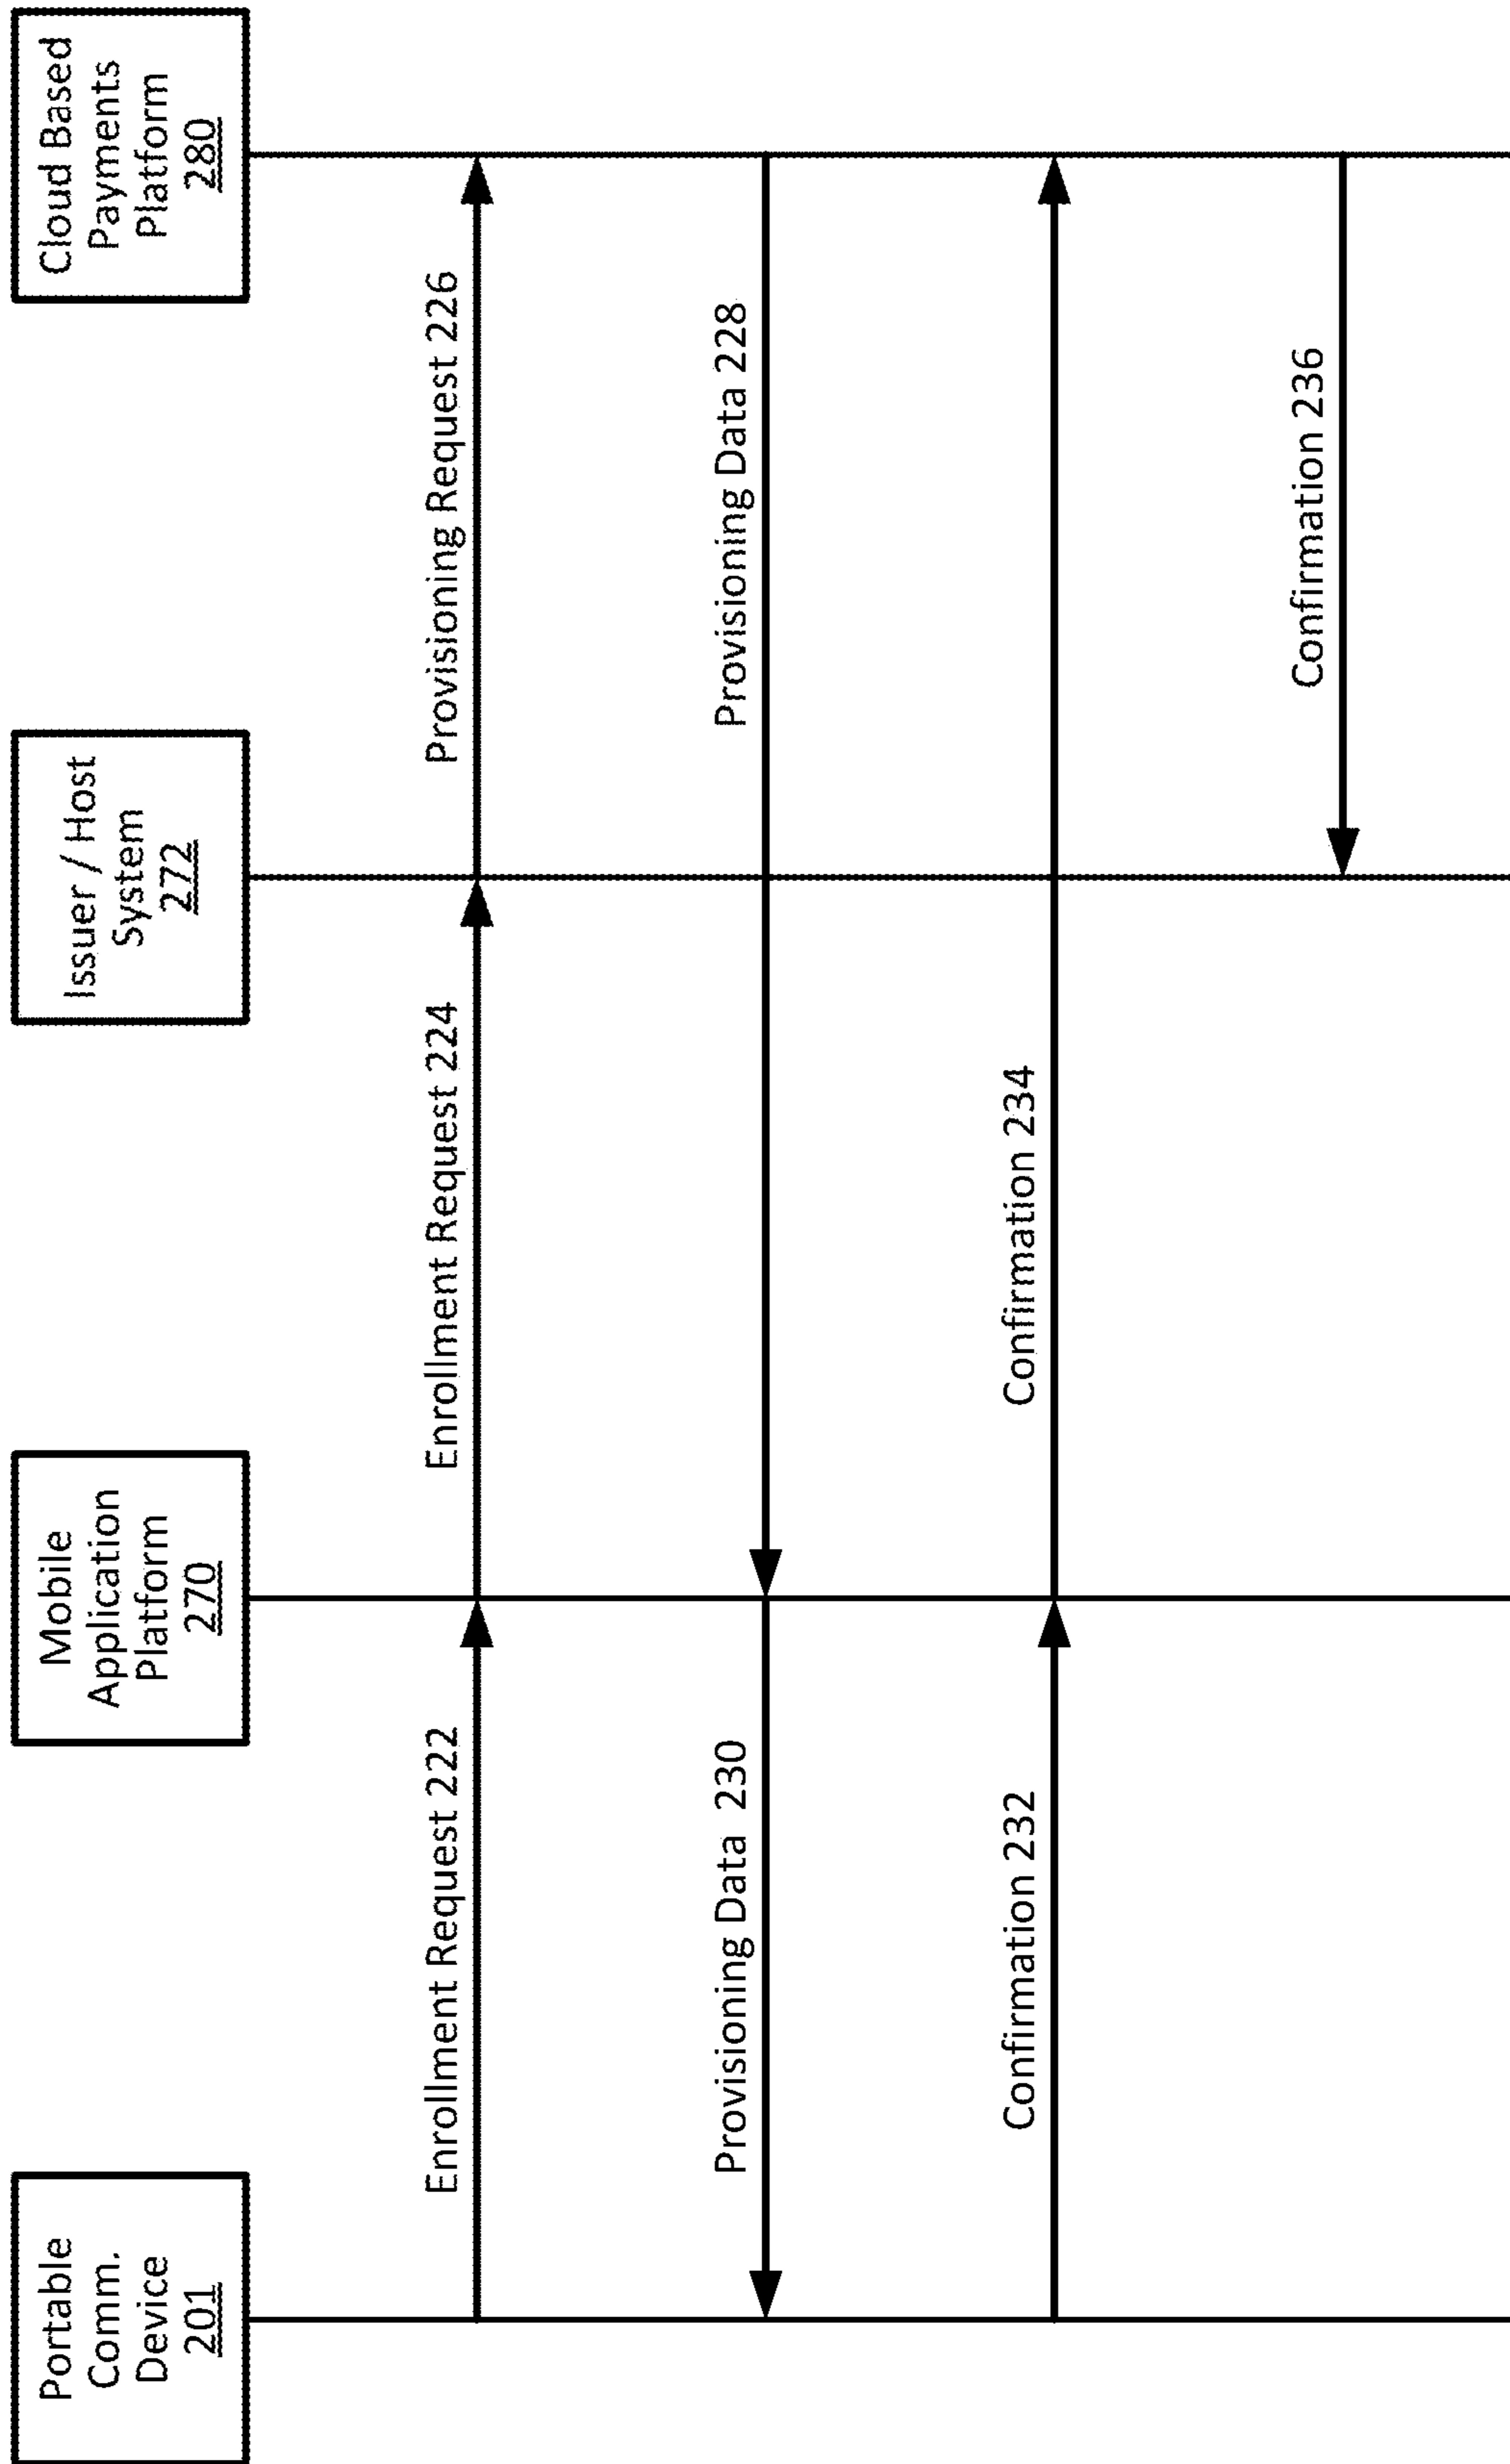 Portable
Comm.
Device
201
Mobile
Application
Platform
270
Issuer / Host
System
272
Cloud Based
Payments
Platform
280
Enrollment Request 222
Enrollment Request 224
Provisioning Request 226
Provisioning Data 230
Provisioning Data 228
Confirmation 232
Confirmation 234
Confirmation 236